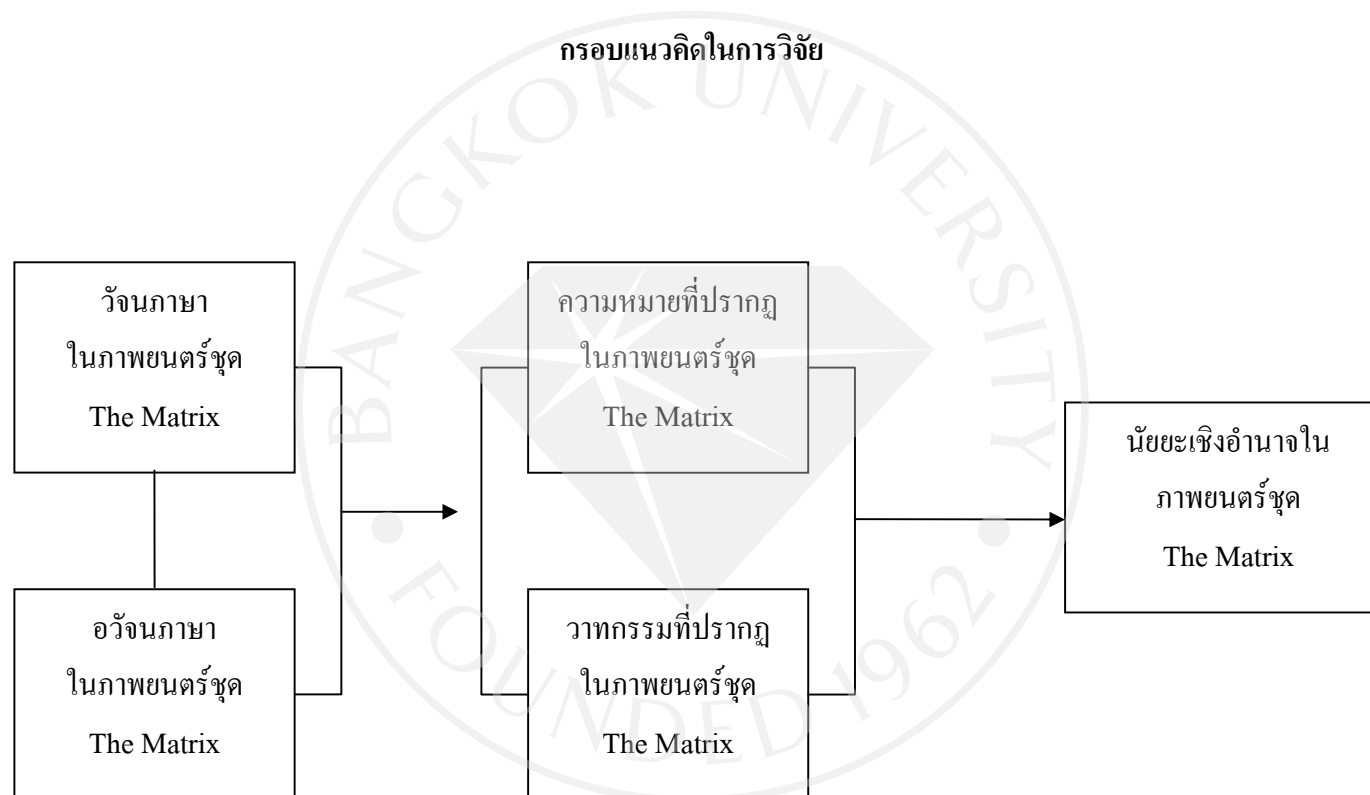 กรอบแนวคิดในการวิจัย
BANGKOK UNIVERSITY
วัจนภาษา
ในภาพยนตร์ชุด
The Matrix
อวัจนภาษา
ในภาพยนตร์ชุด
The Matrix
ความหมายที่ปรากฏ
ในภาพยนตร์ชุด
The Matrix
วาทกรรมที่ปรากฏ
ในภาพยนตร์ชุด
The Matrix
นัยยะเชิงอำนาจใน
ภาพยนตร์ชุด
The Matrix
FOUNDED 1962